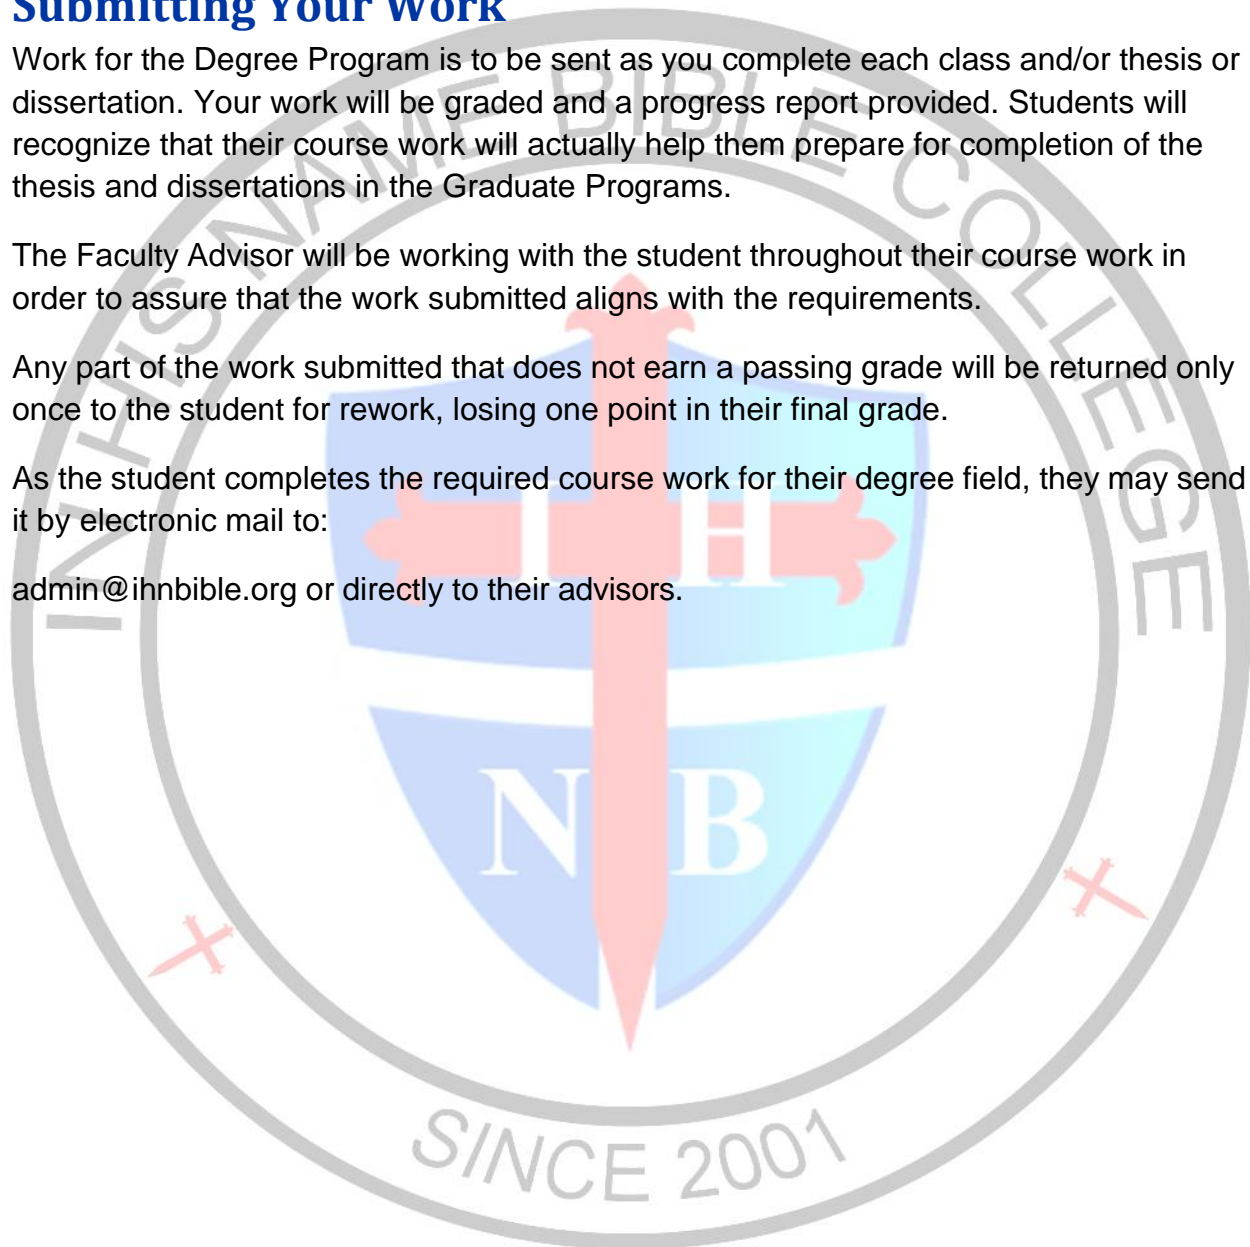 Submitting Your Work
Work for the Degree Program is to be sent as you complete each class and/or thesis or
dissertation. Your work will be graded and a progress report provided. Students will
recognize that their course work will actually help them prepare for completion of the
thesis and dissertations in the Graduate Programs.
The Faculty Advisor will be working with the student throughout their course work in
order to assure that the work submitted aligns with the requirements.
Any part of the work submitted that does not earn a passing grade will be returned only
once to the student for rework, losing one point in their final grade.
As the student completes the required course work for their degree field, they may send
it by electronic mail to:
admin@ihnbible.org or directly to their advisors.
IN HIS NAME BIBLE COLLEGE
I H
N B
SINCE 2001